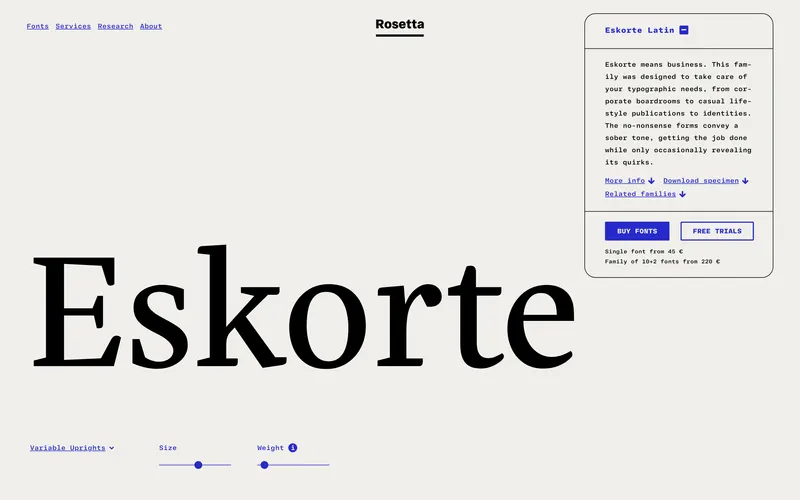 Fonts Services Research About
Rosetta
Eskorte Latin
Eskorte means business. This fam-
ily was designed to take care of
your typographic needs, from cor-
porate boardrooms to casual life-
style publications to identities.
The no-nonsense forms convey a
sober tone, getting the job done
while only occasionally revealing
its quirks.
More info ↓ Download specimen ↓
Related families ↓
BUY FONTS FREE TRIALS
Single font from 45 €
Family of 10+2 fonts from 220 €
Eskorte
Variable Uprights Size Weight i